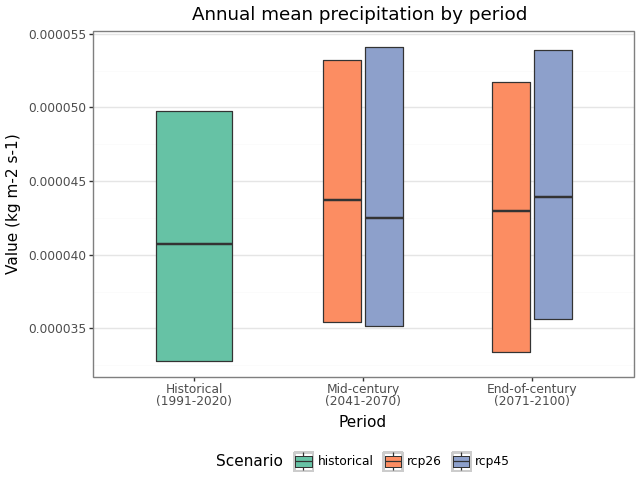 Annual mean precipitation by period
Value (kg m-2 s-1)
0.000055
0.000050
0.000045
0.000040
0.000035
Historical
(1991-2020)
Mid-century
(2041-2070)
End-of-century
(2071-2100)
Period
Scenario historical rcp26 rcp45